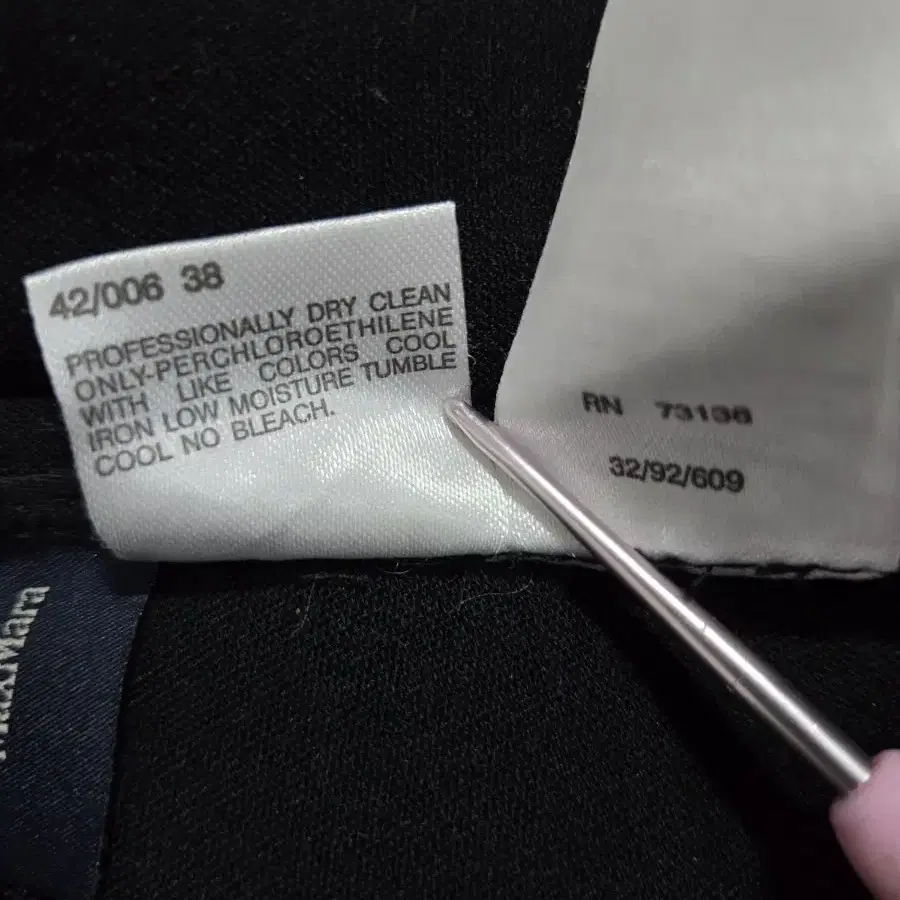 42/006 38
PROFESSIONALLY DRY CLEAN
ONLY-PERCHLOROETHILENE
WITH LIKE COLORS COOL
IRON LOW MOISTURE TUMBLE
COOL NO BLEACH.
RN 73136
32/92/609
MaxMara